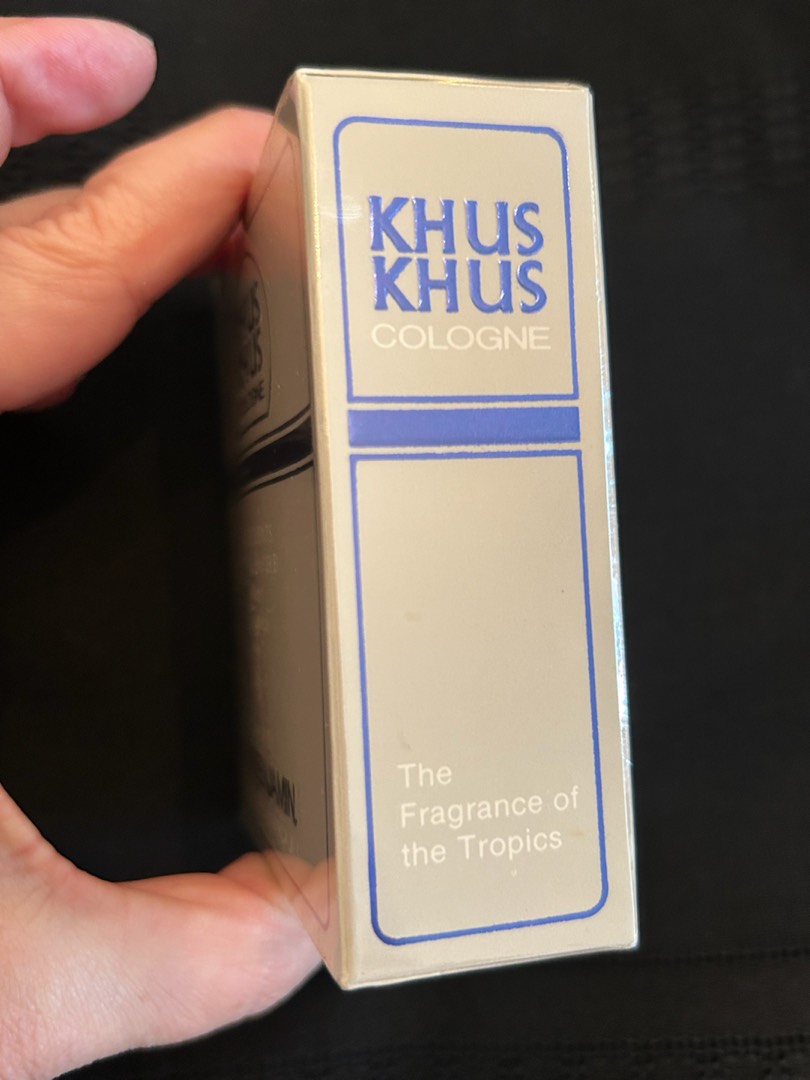 KHUS
KHUS
COLOGNE
The
Fragrance of
the Tropics